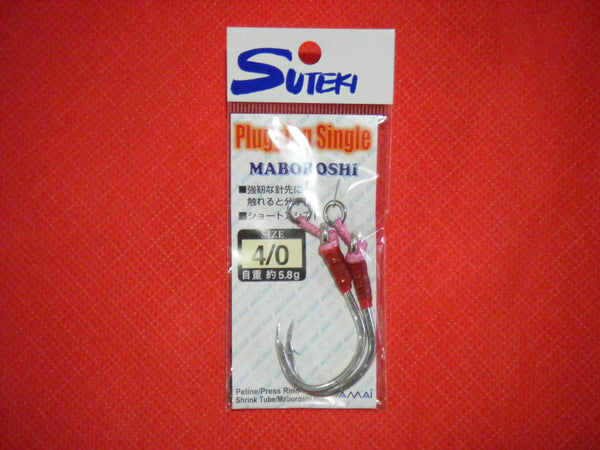 SUTEKI
Single
MABOROSHI
■強靭な針先に
触れると分
■ショート
SIZE
4/0
自重 約5.8g
Peline/Press Ring
Shrink Tube/Maboroshi